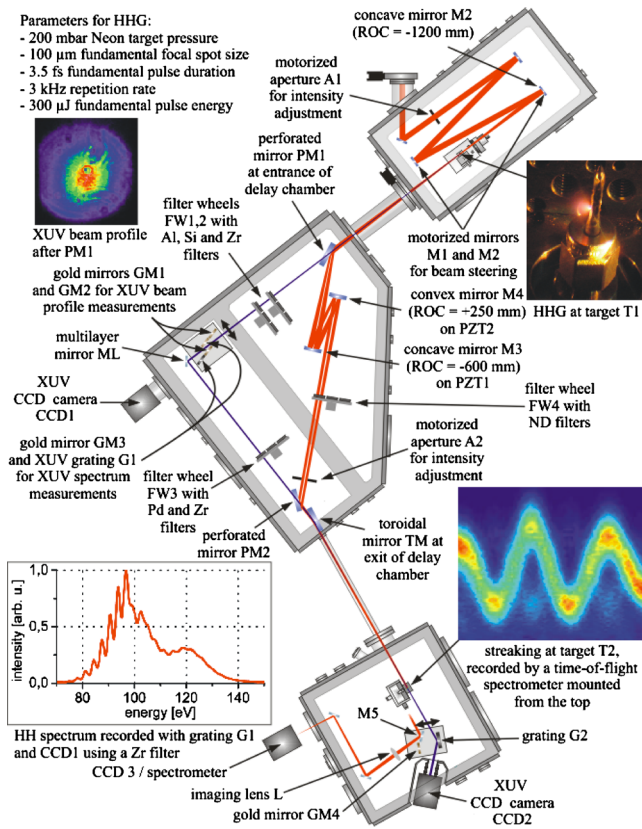 Parameters for HHG:
- 200 mbar Neon target pressure
- 100 µm fundamental focal spot size
- 3.5 fs fundamental pulse duration
- 3 kHz repetition rate
- 300 µJ fundamental pulse energy
concave mirror M2
(ROC = -1200 mm)
motorized
aperture A1
for intensity
adjustment
perforated
mirror PM1
at entrance of
delay chamber
XUV beam profile
after PM1
filter wheels
FW1,2 with
Al, Si and Zr
filters
motorized mirrors
M1 and M2
for beam steering
HHG at target T1
gold mirrors GM1
and GM2 for XUV beam
profile measurements
convex mirror M4
(ROC = +250 mm)
on PZT2
multilayer
mirror ML
concave mirror M3
(ROC = -600 mm)
on PZT1
XUV
CCD camera
CCD1
filter wheel
FW4 with
ND filters
gold mirror GM3
and XUV grating G1
for XUV spectrum
measurements
filter wheel
FW3 with
Pd and Zr
filters
motorized
aperture A2
for intensity
adjustment
perforated
mirror PM2
toroidal
mirror TM at
exit of delay
chamber
intensity [arb. u.]
1,0
0,5
0,0
80
100
120
140
energy [eV]
HH spectrum recorded with grating G1
and CCD1 using a Zr filter
streaking at target T2,
recorded by a time-of-flight
spectrometer mounted
from the top
M5
grating G2
CCD 3 / spectrometer
imaging lens L
gold mirror GM4
XUV
CCD camera
CCD2